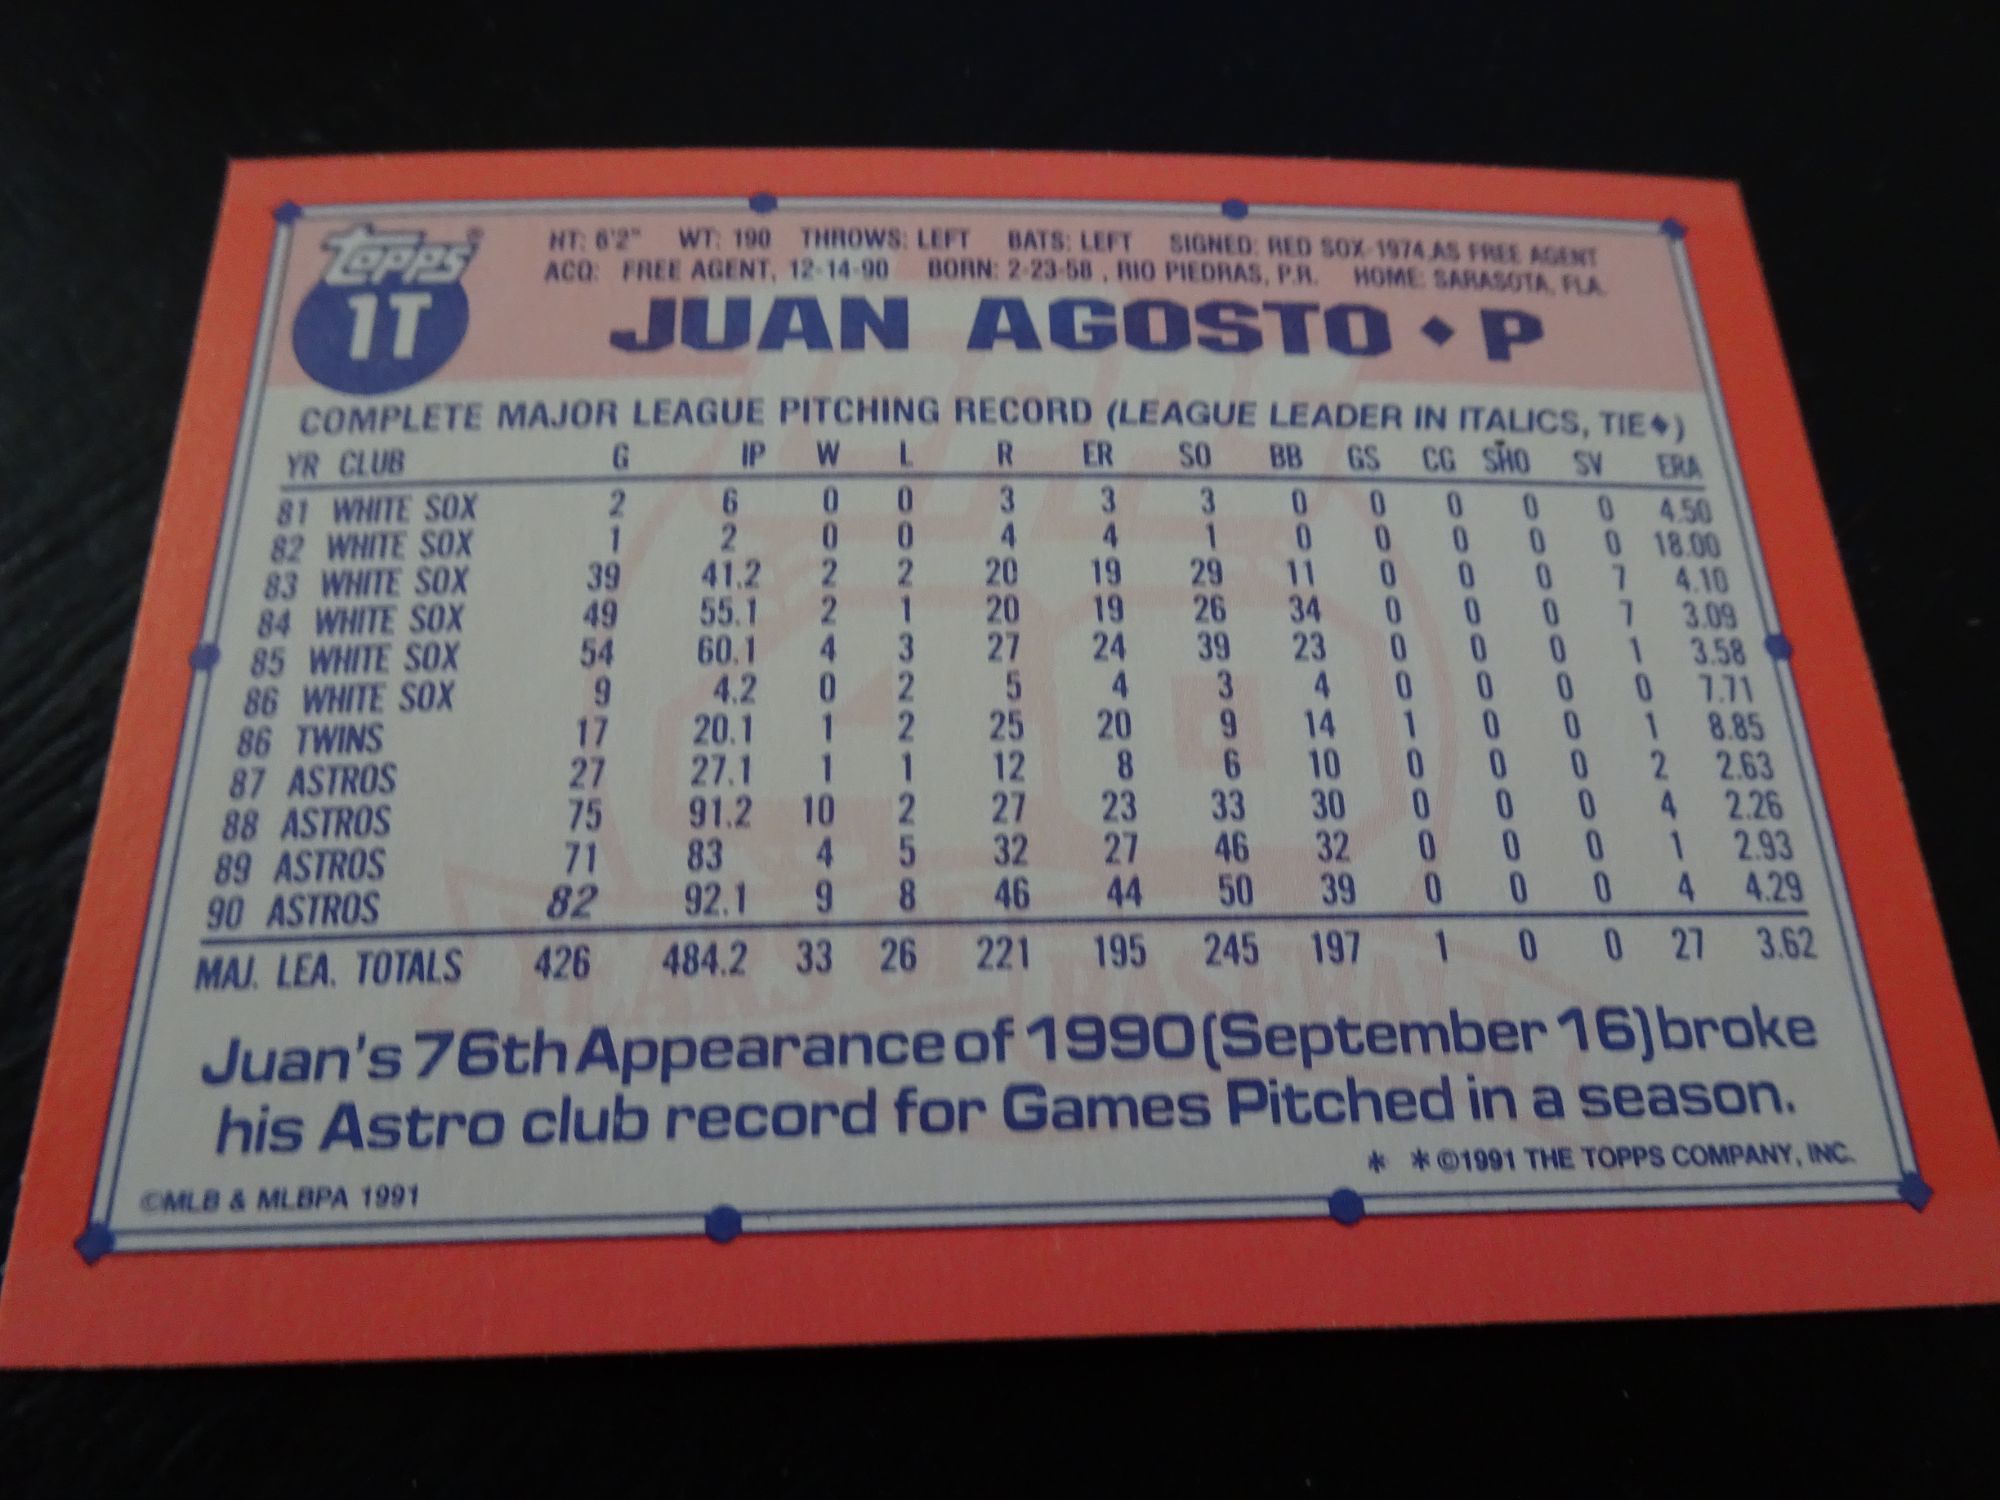 topps®
1T
HT: 6'2" WT: 190 THROWS: LEFT BATS: LEFT SIGNED: RED SOX-1974 AS FREE AGENT
ACQ: FREE AGENT, 12-14-90 BORN: 2-23-58, RIO PIEDRAS, P.R. HOME: SARASOTA, FLA.
JUAN AGOSTO ◆ P
COMPLETE MAJOR LEAGUE PITCHING RECORD (LEAGUE LEADER IN ITALICS, TIE◆)
YR CLUB G IP W L R ER SO BB GS CG SHO SV ERA
81 WHITE SOX 2 6 0 0 3 3 3 0 0 0 0 0 4.50
82 WHITE SOX 1 2 0 0 4 4 1 0 0 0 0 0 18.00
83 WHITE SOX 39 41.2 2 2 20 19 29 11 0 0 0 7 4.10
84 WHITE SOX 49 55.1 2 1 20 19 26 34 0 0 0 7 3.09
85 WHITE SOX 54 60.1 4 3 27 24 39 23 0 0 0 1 3.58
86 WHITE SOX 9 4.2 0 2 5 4 3 4 0 0 0 0 7.71
86 TWINS 17 20.1 1 2 25 20 9 14 1 0 0 1 8.85
87 ASTROS 27 27.1 1 1 12 8 6 10 0 0 0 2 2.63
88 ASTROS 75 91.2 10 2 27 23 33 30 0 0 0 4 2.26
89 ASTROS 71 83 4 5 32 27 46 32 0 0 0 1 2.93
90 ASTROS 82 92.1 9 8 46 44 50 39 0 0 0 4 4.29
MAJ. LEA. TOTALS 426 484.2 33 26 221 195 245 197 1 0 0 27 3.62
Juan's 76th Appearance of 1990 (September 16) broke
his Astro club record for Games Pitched in a season.
* *©1991 THE TOPPS COMPANY, INC.
©MLB & MLBPA 1991
YEARS OF BASEBALL